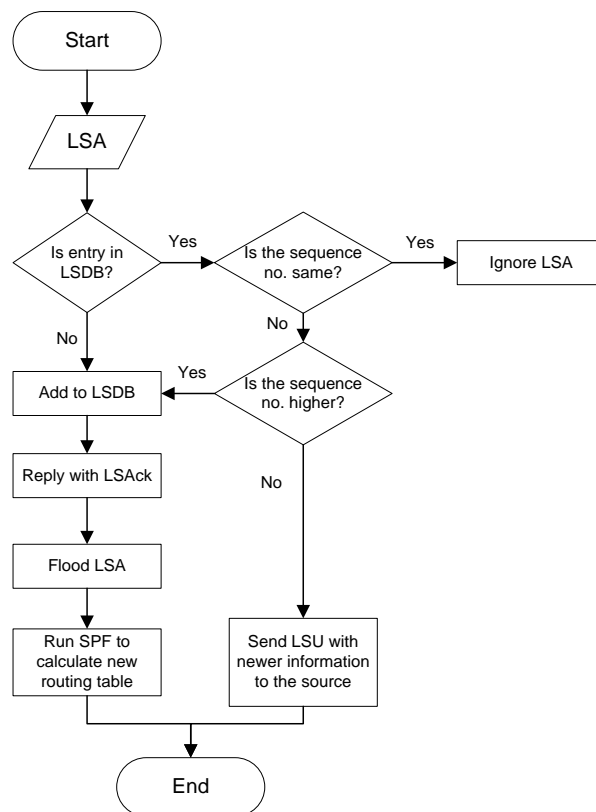 Start
LSA
Is entry in
LSDB?
Yes
Is the sequence
no. same?
Yes
Ignore LSA
No
No
Add to LSDB
Yes
Is the sequence
no. higher?
Reply with LSAck
No
Flood LSA
Run SPF to
calculate new
routing table
Send LSU with
newer information
to the source
End